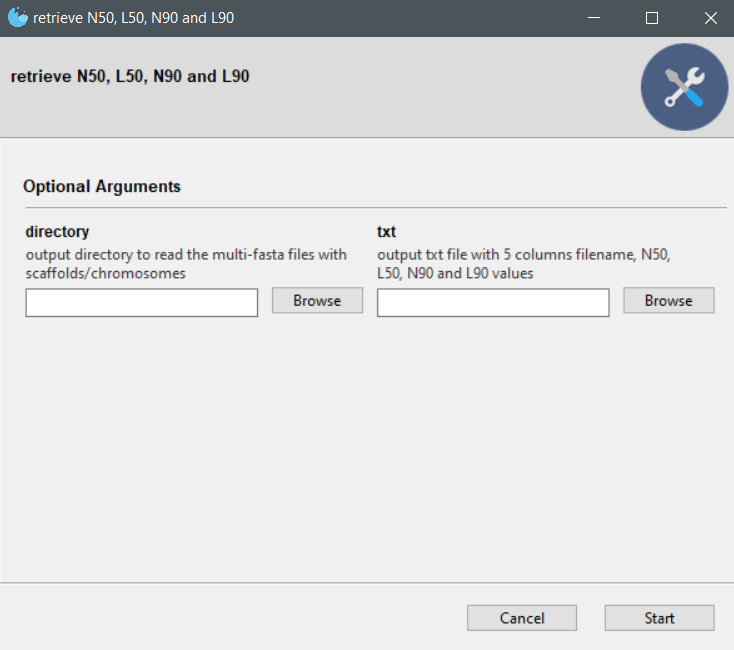 retrieve N50, L50, N90 and L90
retrieve N50, L50, N90 and L90
Optional Arguments
directory
output directory to read the multi-fasta files with
scaffolds/chromosomes
Browse
txt
output txt file with 5 columns filename, N50,
L50, N90 and L90 values
Browse
Cancel
Start